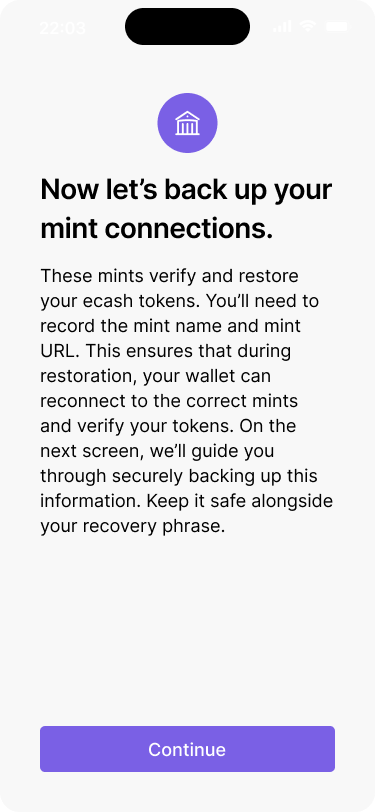 22:03
Now let’s back up your
mint connections.
These mints verify and restore
your ecash tokens. You’ll need to
record the mint name and mint
URL. This ensures that during
restoration, your wallet can
reconnect to the correct mints
and verify your tokens. On the
next screen, we’ll guide you
through securely backing up this
information. Keep it safe alongside
your recovery phrase.
Continue